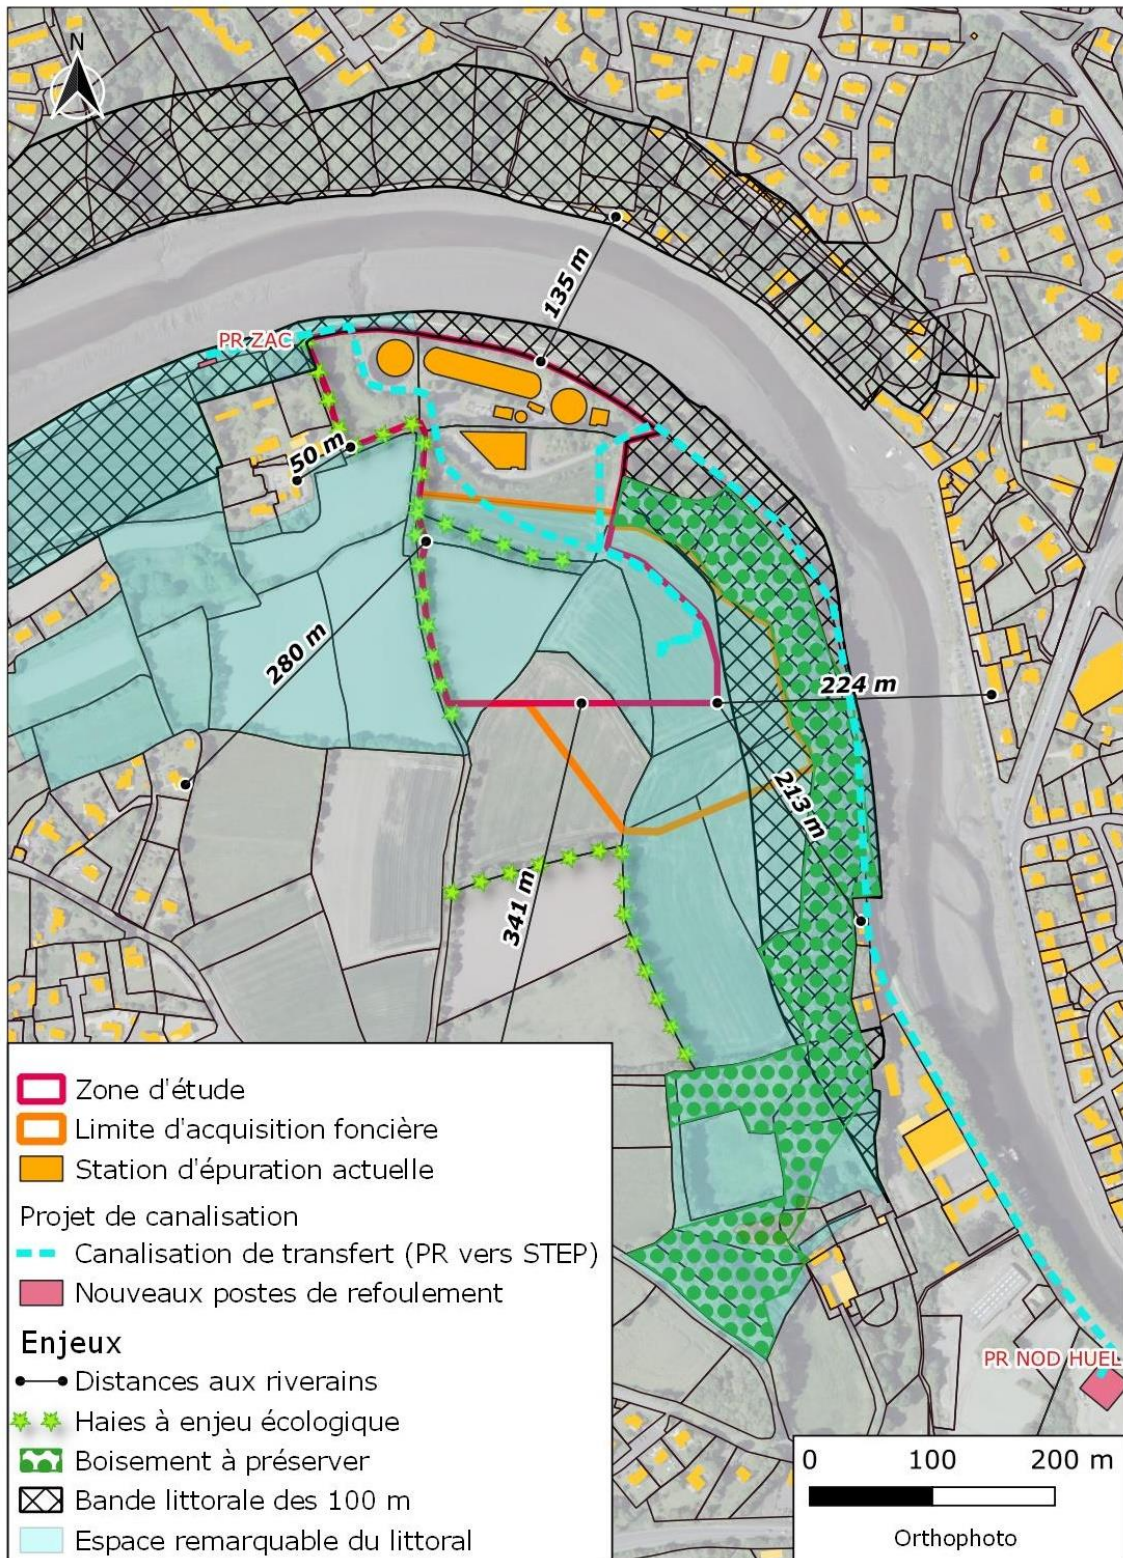 N
135 m
PR ZAC
50 m
280 m
224 m
213 m
341 m
Zone d'étude
Limite d'acquisition foncière
Station d'épuration actuelle
Projet de canalisation
Canalisation de transfert (PR vers STEP)
Nouveaux postes de refoulement
Enjeux
Distances aux riverains
Haies à enjeu écologique
Boisement à préserver
Bande littorale des 100 m
Espace remarquable du littoral
PR NOD HUEL
0 100 200 m
Orthophoto